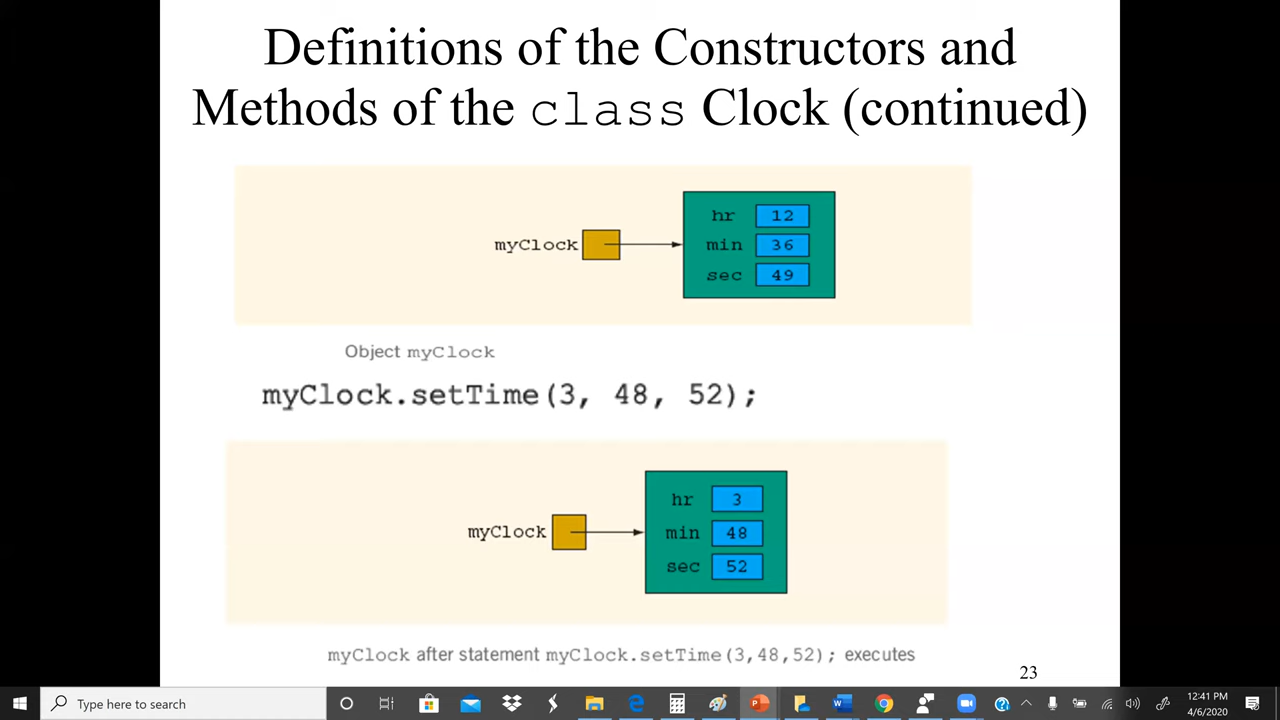 Definitions of the Constructors and
Methods of the class Clock (continued)
hr 12
myClock min 36
sec 49
Object myClock
myClock.setTime(3, 48, 52);
hr 3
myClock min 48
sec 52
myClock after statement myClock.setTime(3,48,52); executes
23
Type here to search
12:41 PM
4/6/2020